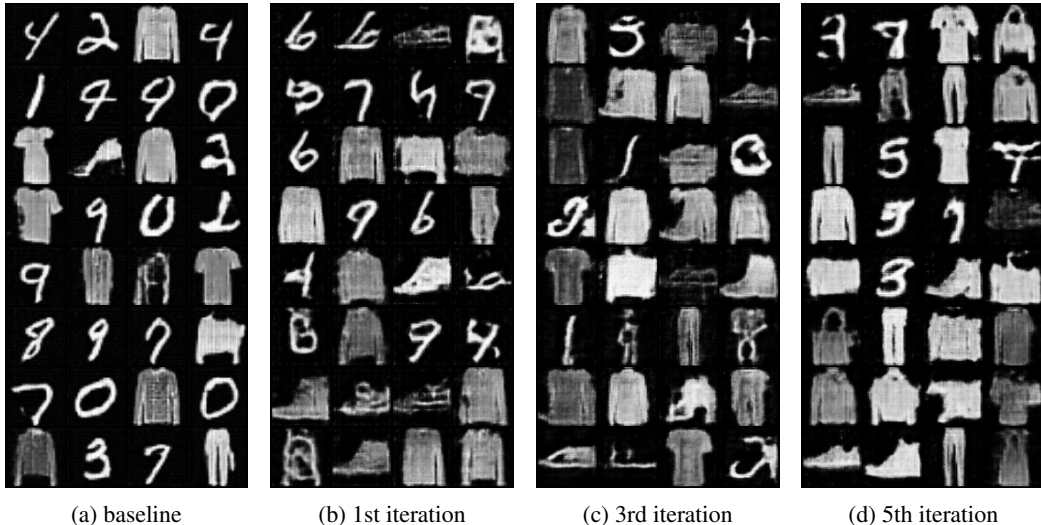 (a) baseline
(b) 1st iteration
(c) 3rd iteration
(d) 5th iteration